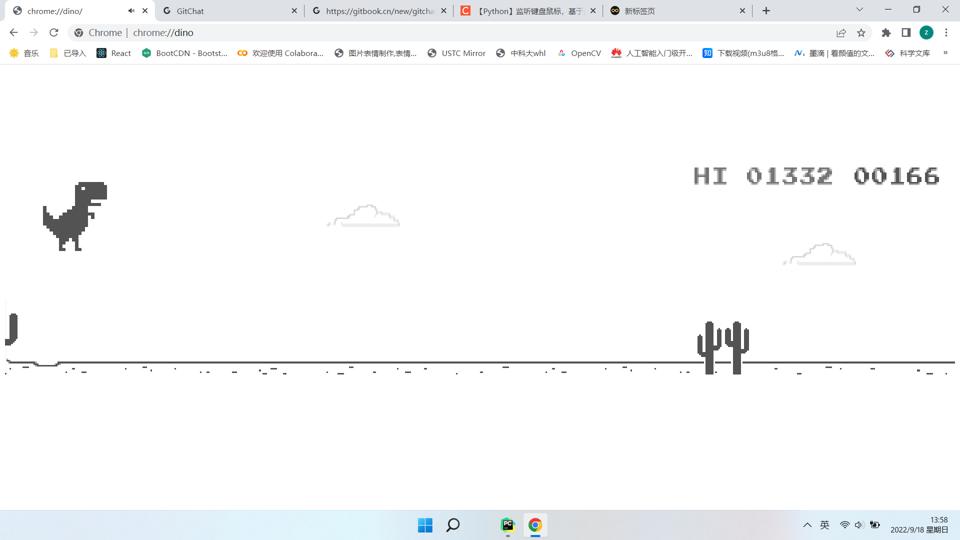 chrome://dino/
GitChat
https://gitbook.cn/new/gitcha
【Python】监听键盘鼠标，基于
新标签页
Chrome | chrome://dino
z
音乐
已导入
React
BootCDN - Bootst...
欢迎使用 Colabora...
图片表情制作,表情...
USTC Mirror
中科大whl
OpenCV
人工智能入门级开...
知
下载视频(m3u8格...
墨滴 | 看颜值的文...
科学文库
»
HI 01332 00166
PC
英
13:58
2022/9/18 星期日